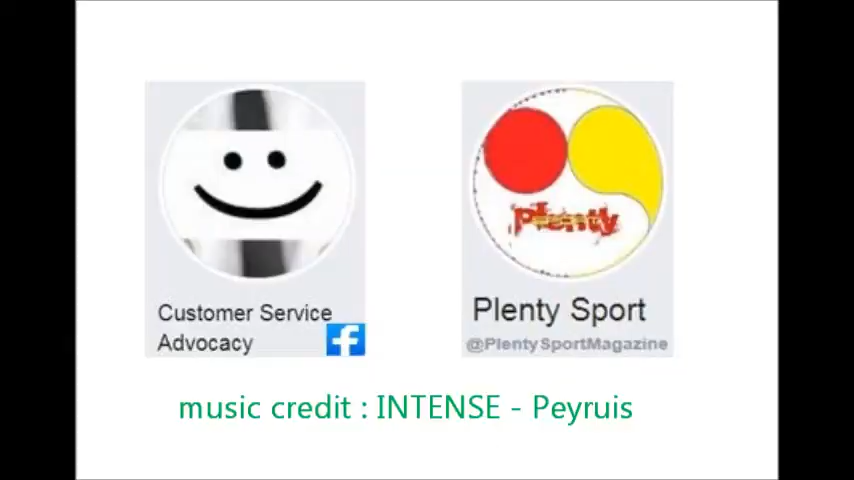 Plenty
Customer Service
Advocacy
Plenty Sport
@PlentySportMagazine
music credit : INTENSE - Peyruis